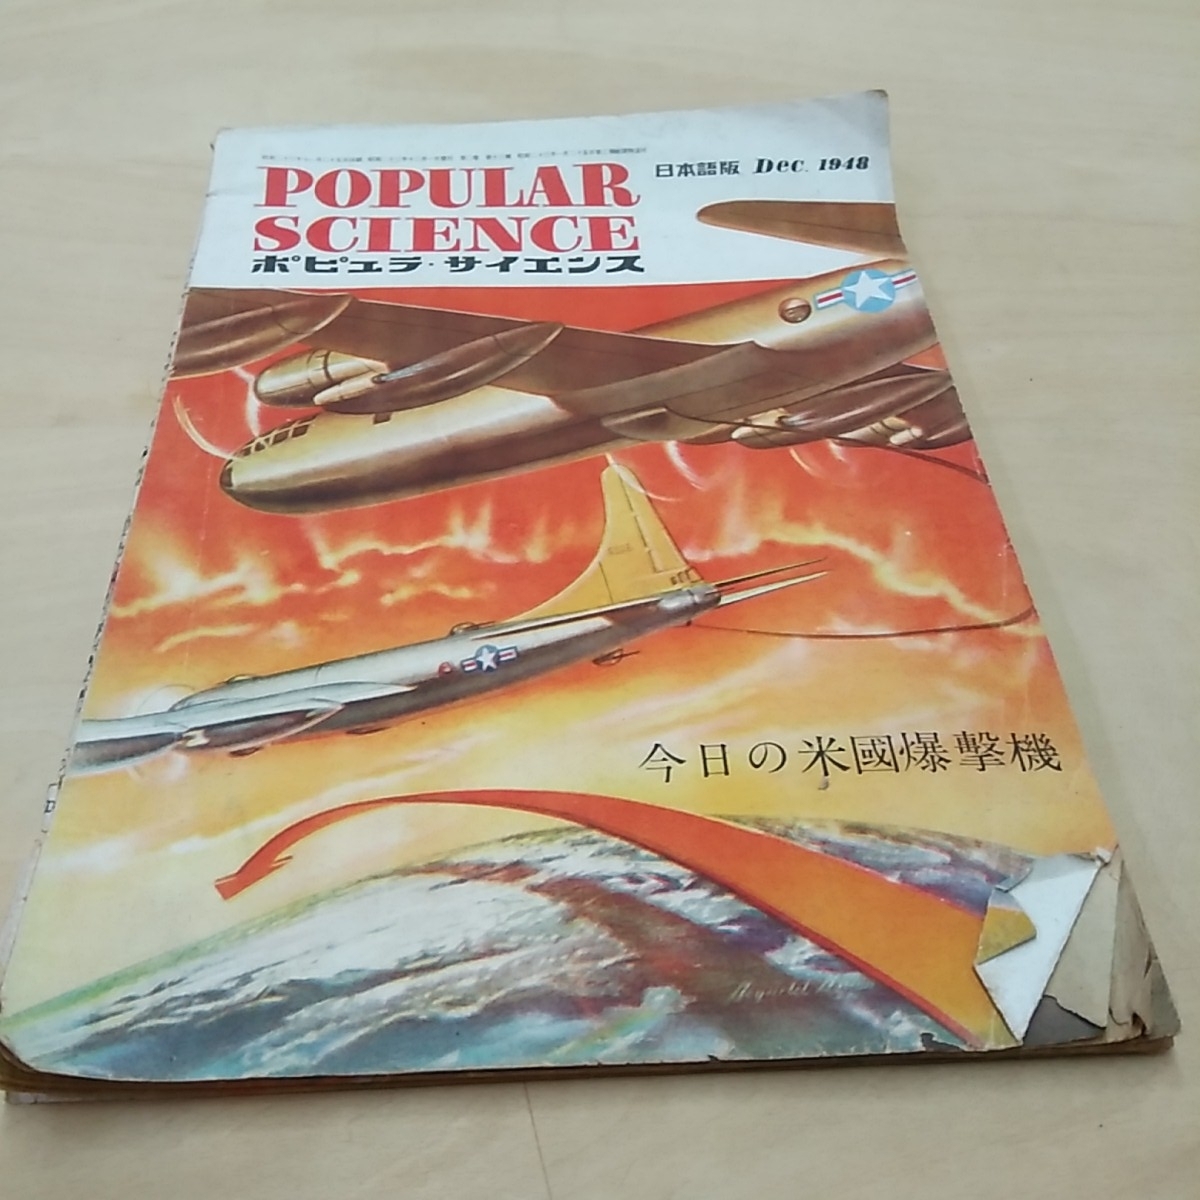 POPULAR
SCIENCE
ポピュラ・サイエンス
日本語版 Dec. 1948
今日の米國爆擊機